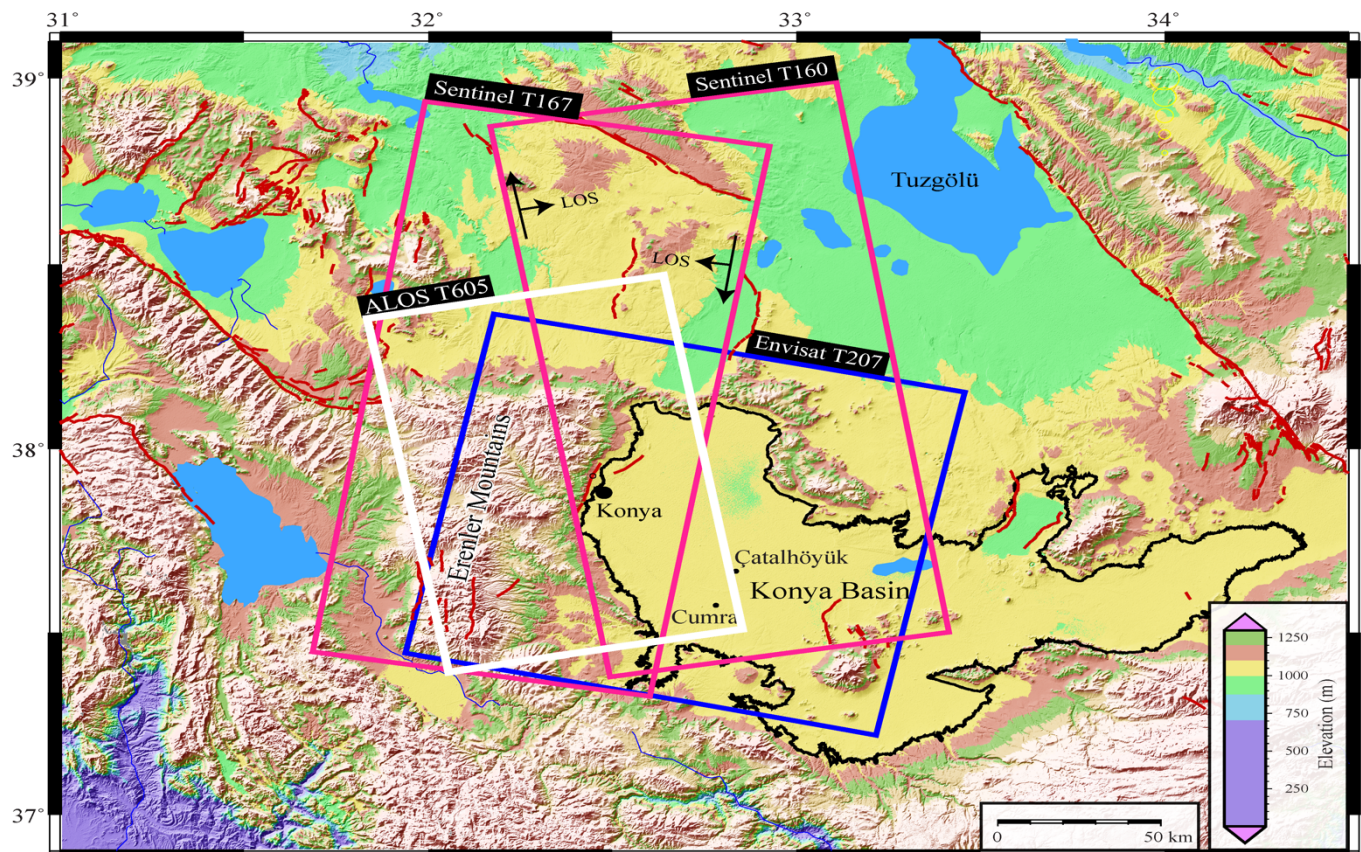 31°
32°
33°
34°
39°
38°
37°
Sentinel T167
Sentinel T160
Tuzgölü
LOS
LOS
ALOS T605
Envisat T207
Erenler Mountains
Konya
Çatalhöyük
Konya Basin
Cumra
0
50 km
1250
1000
750
500
250
Elevation (m)